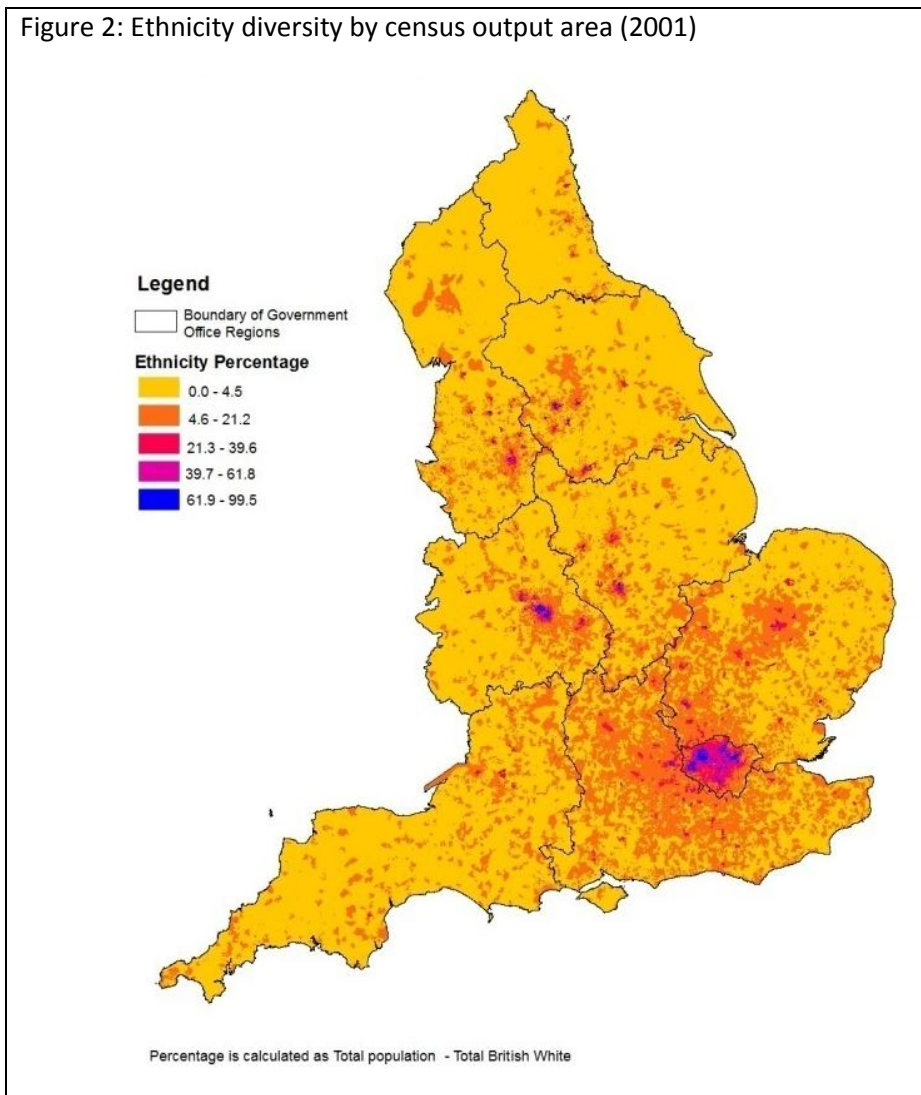 Figure 2: Ethnicity diversity by census output area (2001)
Legend
Boundary of Government
Office Regions
Ethnicity Percentage
0.0 - 4.5
4.6 - 21.2
21.3 - 39.6
39.7 - 61.8
61.9 - 99.5
Percentage is calculated as Total population - Total British White